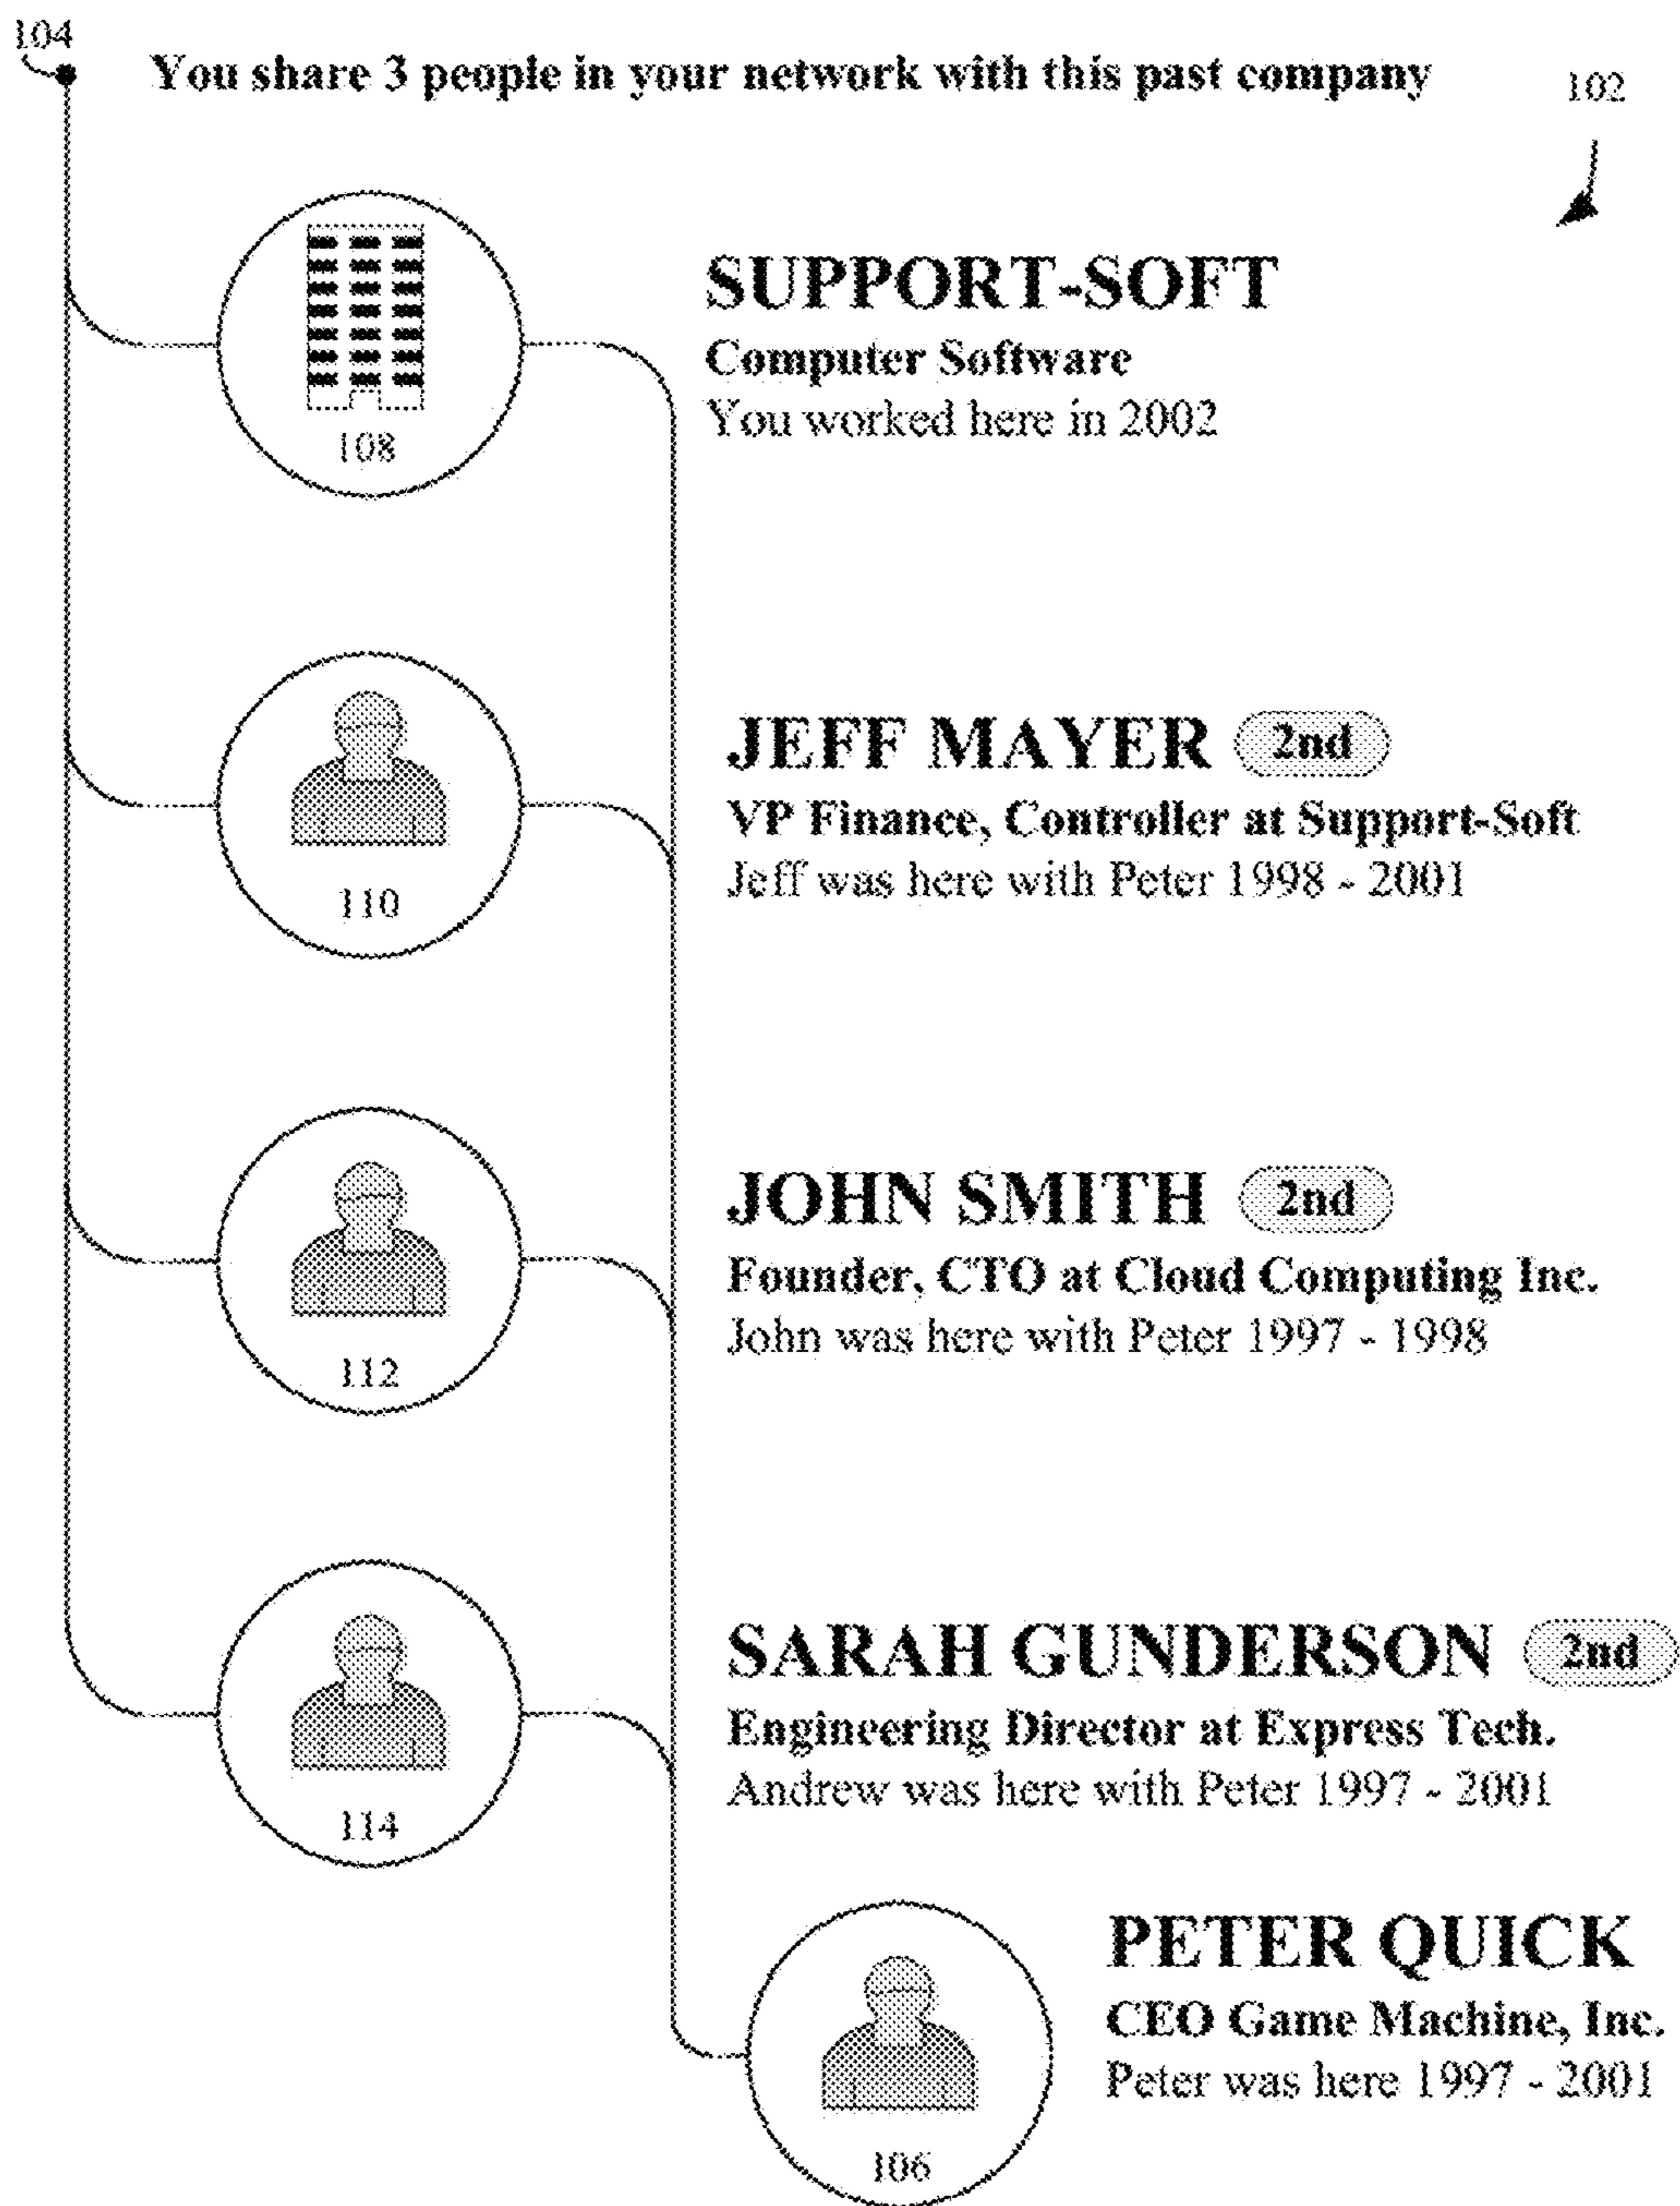 104
You share 3 people in your network with this past company
102
SUPPORT-SOFT
Computer Software
You worked here in 2002
108
JEFF MAYER 2nd
VP Finance, Controller at Support-Soft
Jeff was here with Peter 1998 - 2001
110
JOHN SMITH 2nd
Founder, CTO at Cloud Computing Inc.
John was here with Peter 1997 - 1998
112
SARAH GUNDERSON 2nd
Engineering Director at Express Tech.
Andrew was here with Peter 1997 - 2001
114
PETER QUICK
CEO Game Machine, Inc.
Peter was here 1997 - 2001
106